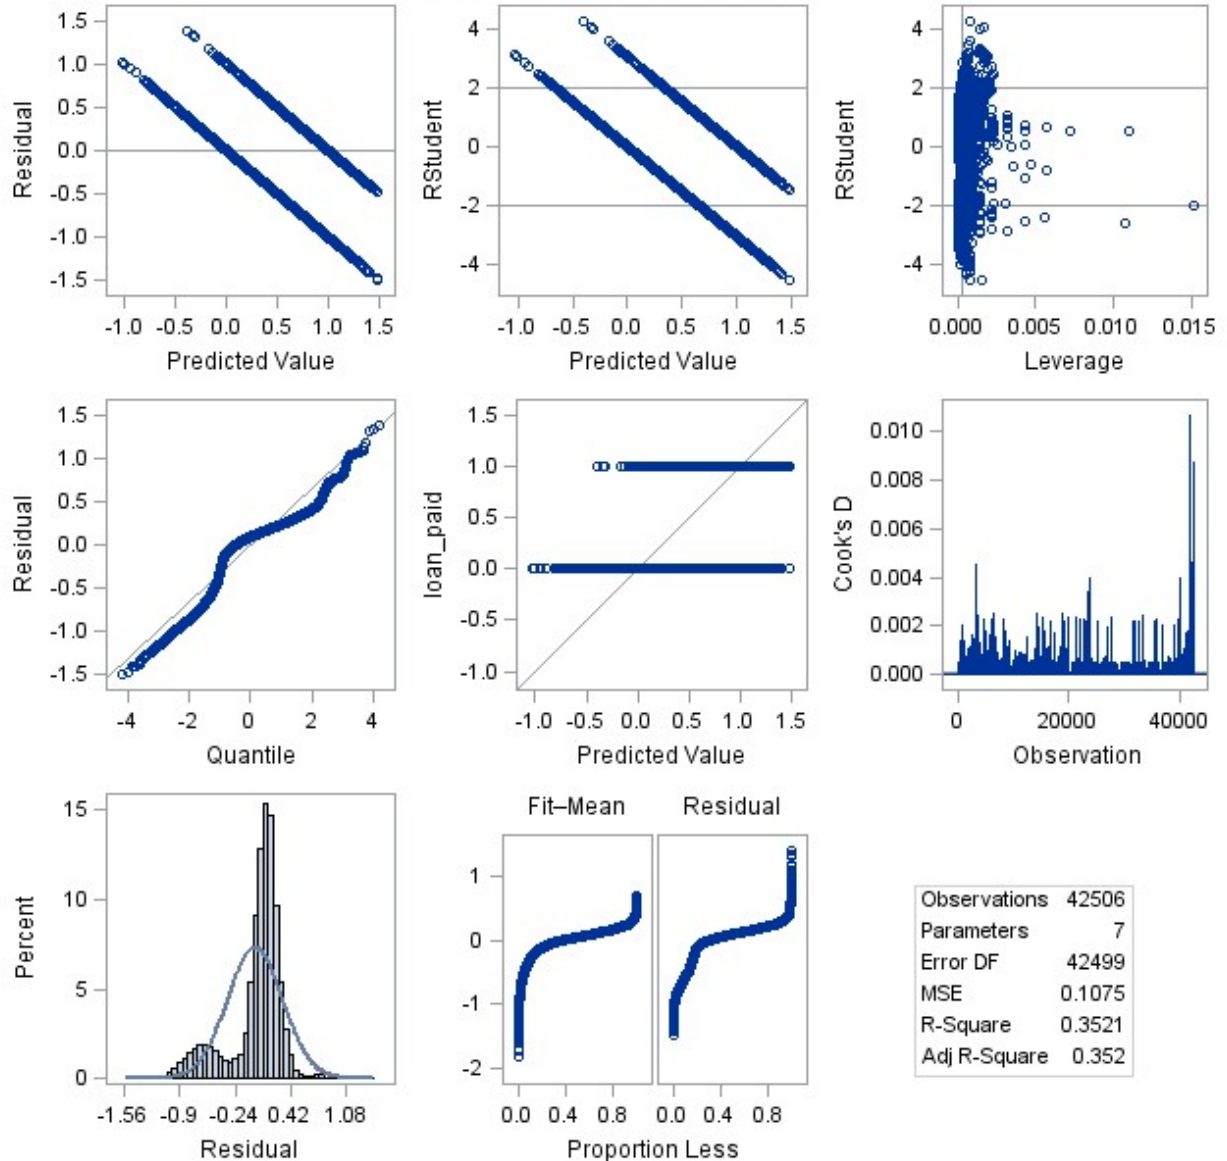 1.5
1.0
0.5
0.0
-0.5
-1.0
-1.5
Residual
-1.0 -0.5 0.0 0.5 1.0 1.5
Predicted Value
4
2
0
-2
-4
RStudent
-1.0 -0.5 0.0 0.5 1.0 1.5
Predicted Value
4
2
0
-2
-4
RStudent
0.000 0.005 0.010 0.015
Leverage
1.5
1.0
0.5
0.0
-0.5
-1.0
-1.5
Residual
-4 -2 0 2 4
Quantile
1.5
1.0
0.5
0.0
-0.5
-1.0
loan_paid
-1.0 -0.5 0.0 0.5 1.0 1.5
Predicted Value
0.010
0.008
0.006
0.004
0.002
0.000
Cook's D
0 20000 40000
Observation
15
10
5
0
Percent
-1.56 -0.9 -0.24 0.42 1.08
Residual
Fit–Mean Residual
1
0
-1
-2
0.0 0.4 0.8 0.0 0.4 0.8
Proportion Less
Observations 42506
Parameters 7
Error DF 42499
MSE 0.1075
R-Square 0.3521
Adj R-Square 0.352